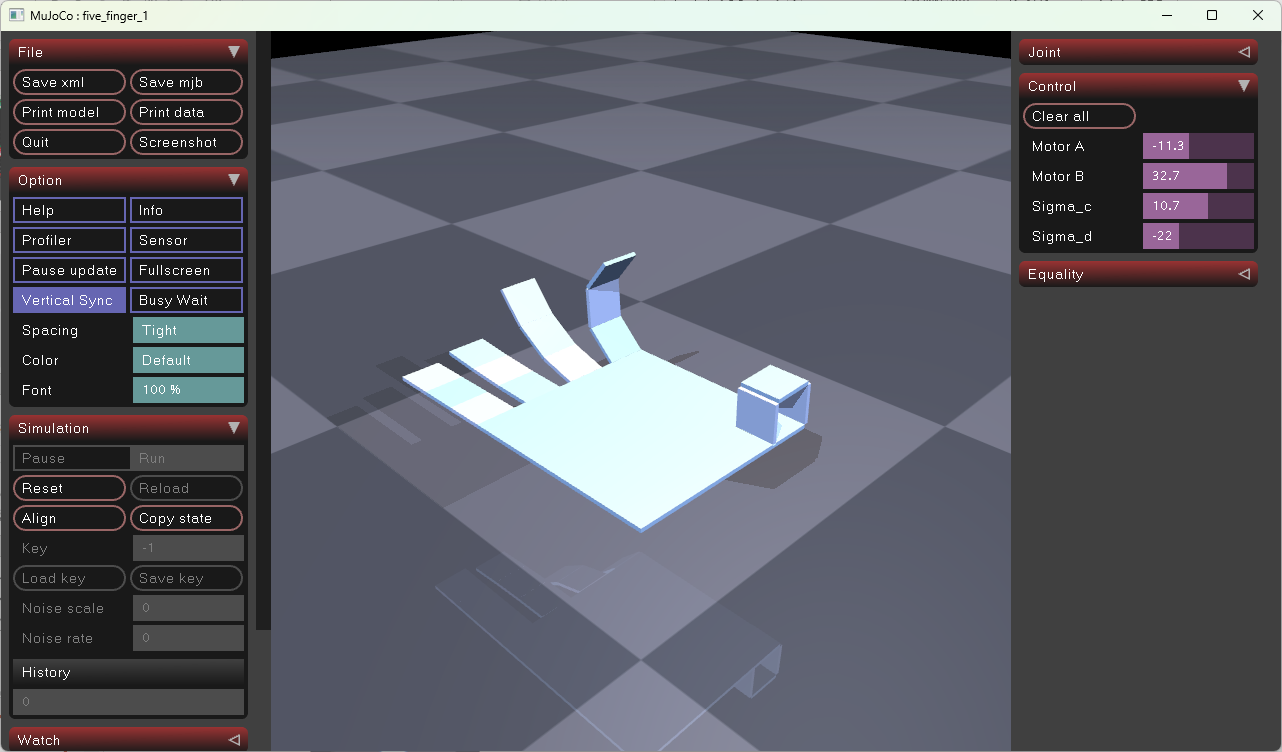 MuJoCo : five_finger_1
File
Save xml Save mjb
Print model Print data
Quit Screenshot
Option
Help Info
Profiler Sensor
Pause update Fullscreen
Vertical Sync Busy Wait
Spacing Tight
Color Default
Font 100 %
Simulation
Pause Run
Reset Reload
Align Copy state
Key -1
Load key Save key
Noise scale 0
Noise rate 0
History
0
Watch
Joint
Control
Clear all
Motor A -11.3
Motor B 32.7
Sigma_c 10.7
Sigma_d -22
Equality